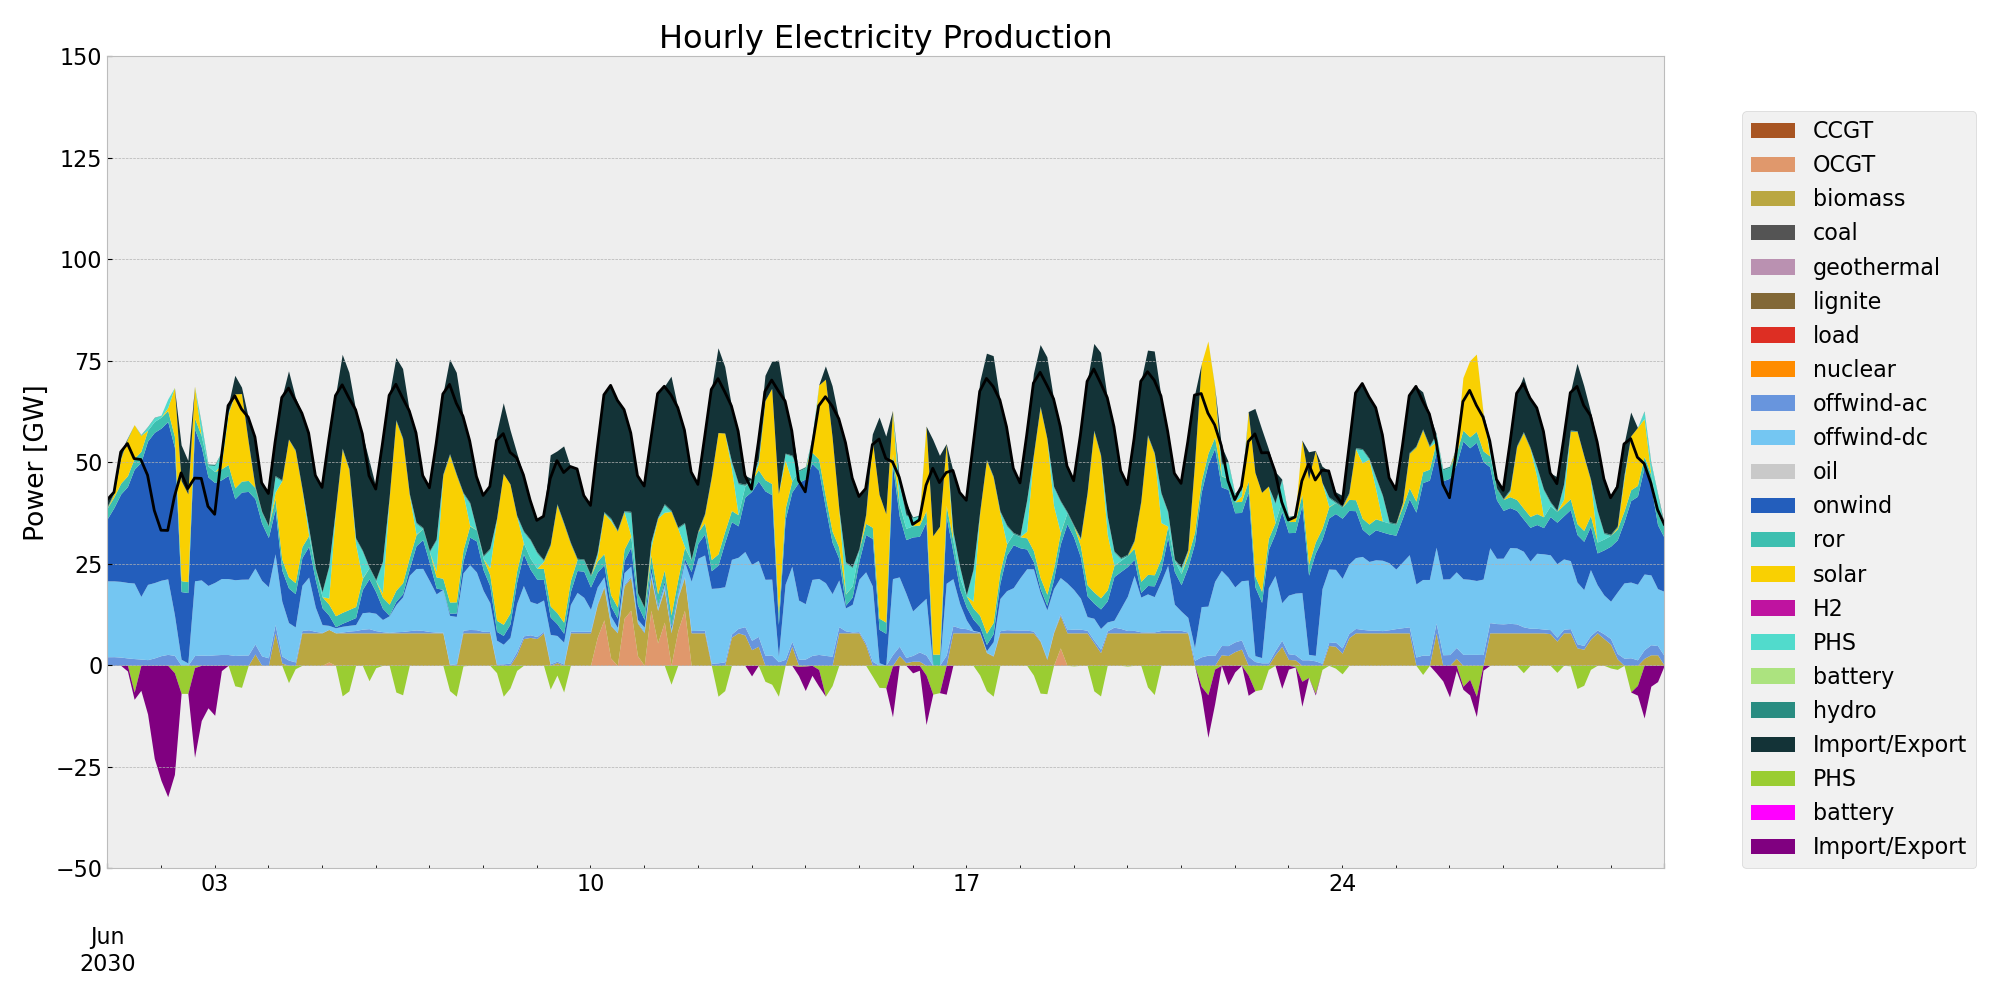 Hourly Electricity Production
150
125
100
75
50
25
0
−25
−50
Power [GW]
03
10
17
24
Jun
2030
CCGT
OCGT
biomass
coal
geothermal
lignite
load
nuclear
offwind-ac
offwind-dc
oil
onwind
ror
solar
H2
PHS
battery
hydro
Import/Export
PHS
battery
Import/Export